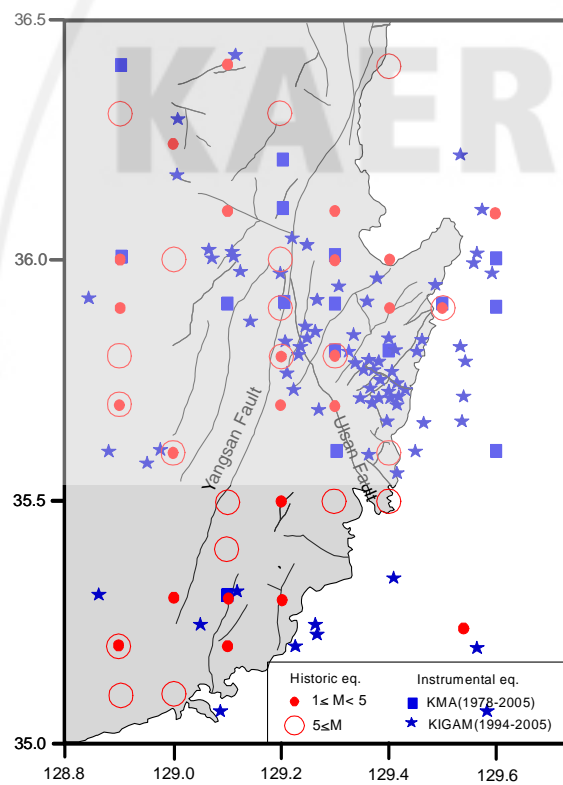 36.5
KAER
36.0
Yangsan Fault
Ulsan Fault
35.5
Historic eq.
Instrumental eq.
1≤ M< 5
KMA(1978-2005)
5≤M
KIGAM(1994-2005)
35.0
128.8
129.0
129.2
129.4
129.6